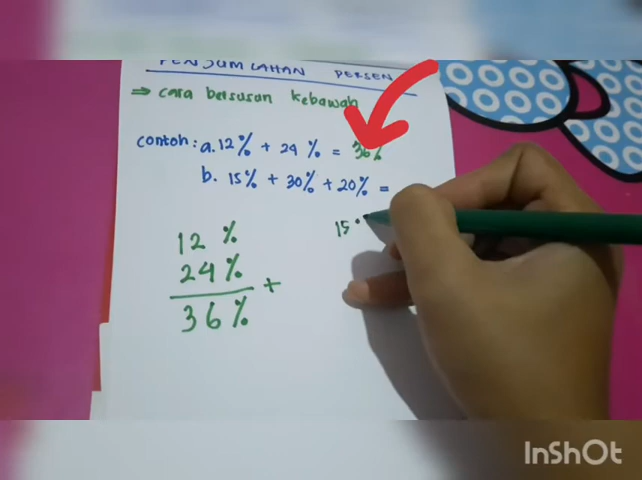 PENJUMLAHAN PERSEN
⇒ cara bersusun kebawah
contoh : a. 12% + 24% = 36%
b. 15% + 30% + 20% =
15
12 %
24 %
+
36 %
InShOt